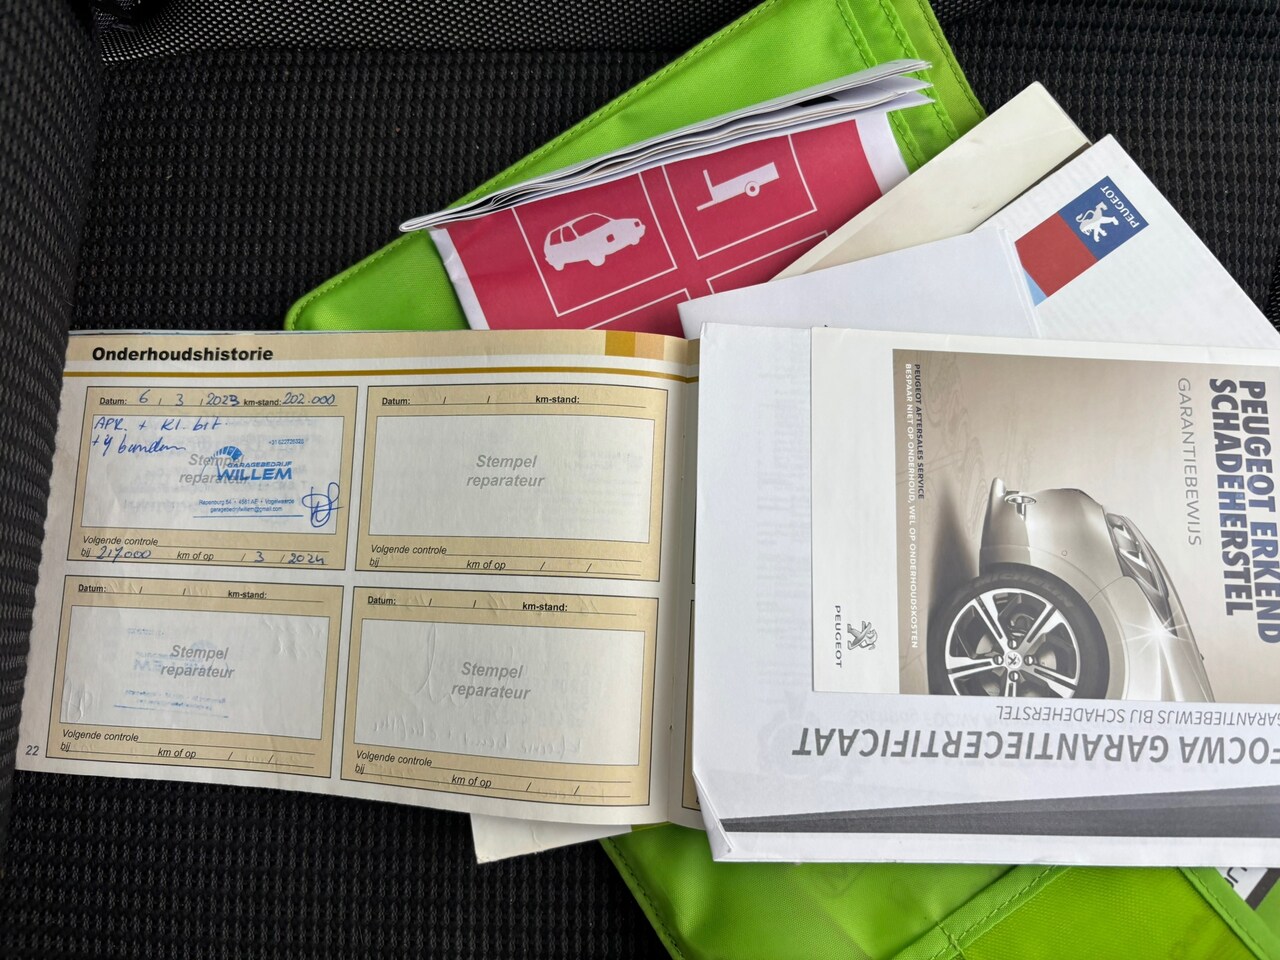 Onderhoudshistorie
Datum: 6 / 3 / 2023 km-stand: 202.000
APK. + Kl. brt
+ 4 banden
Stempel
reparateur
GARAGEBEDRIJF
WILLEM
Volgende controle
bij 217.000 km of op / 3 / 2024
Datum: / / km-stand:
Stempel
reparateur
Volgende controle
bij km of op / /
Datum: / / km-stand:
Stempel
reparateur
Volgende controle
bij km of op / /
Datum: / / km-stand:
Stempel
reparateur
Volgende controle
bij km of op / /
22
PEUGEOT
PEUGEOT ERKEND
SCHADEHERSTEL
GARANTIEBEWIJS
PEUGEOT AFTERSALES SERVICE
BESPAAR NIET OP ONDERHOUD, WEL OP ONDERHOUDSKOSTEN
PEUGEOT
GARANTIEBEWIJS BIJ SCHADEHERSTEL
FOCWA GARANTIECERTIFICAAT